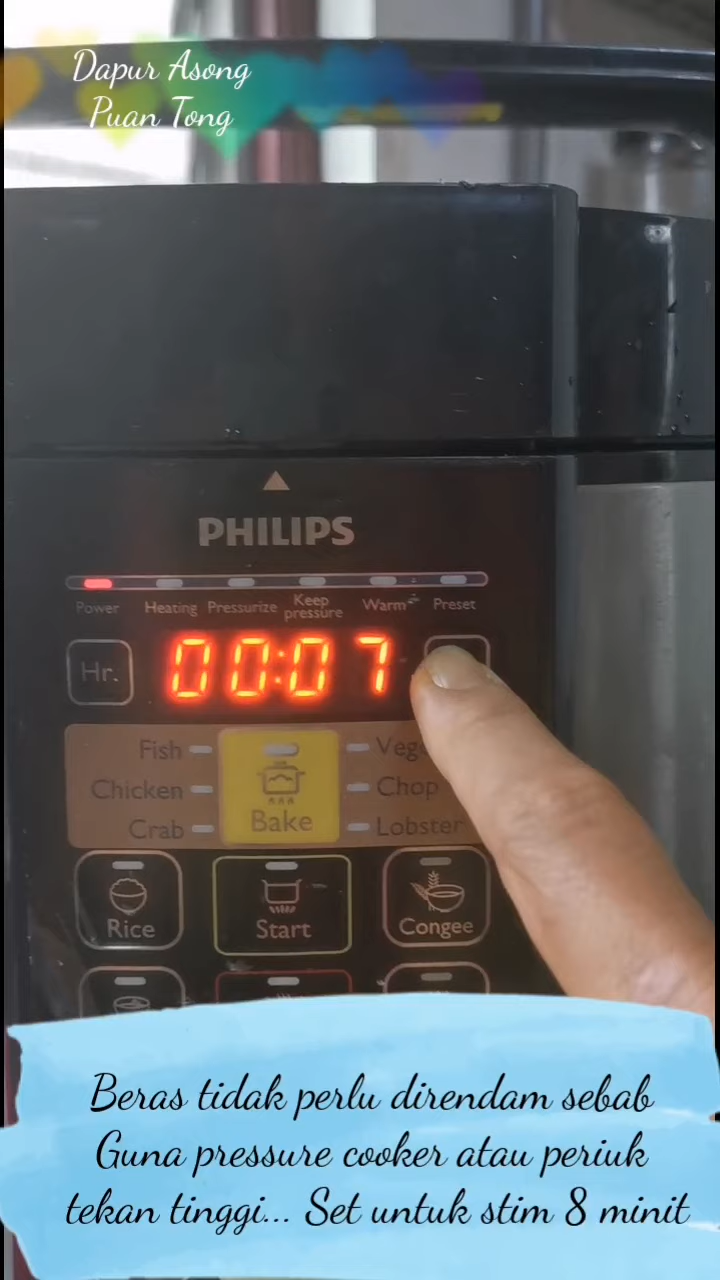 Dapur Asong
Puan Tong
PHILIPS
Power Heating Pressurize Keep pressure Warm Preset
Hr. 00:07
Fish Veg
Chicken Chop
Crab Bake Lobster
Rice Start Congee
Beras tidak perlu direndam sebab
Guna pressure cooker atau periuk
tekan tinggi... Set untuk stim 8 minit